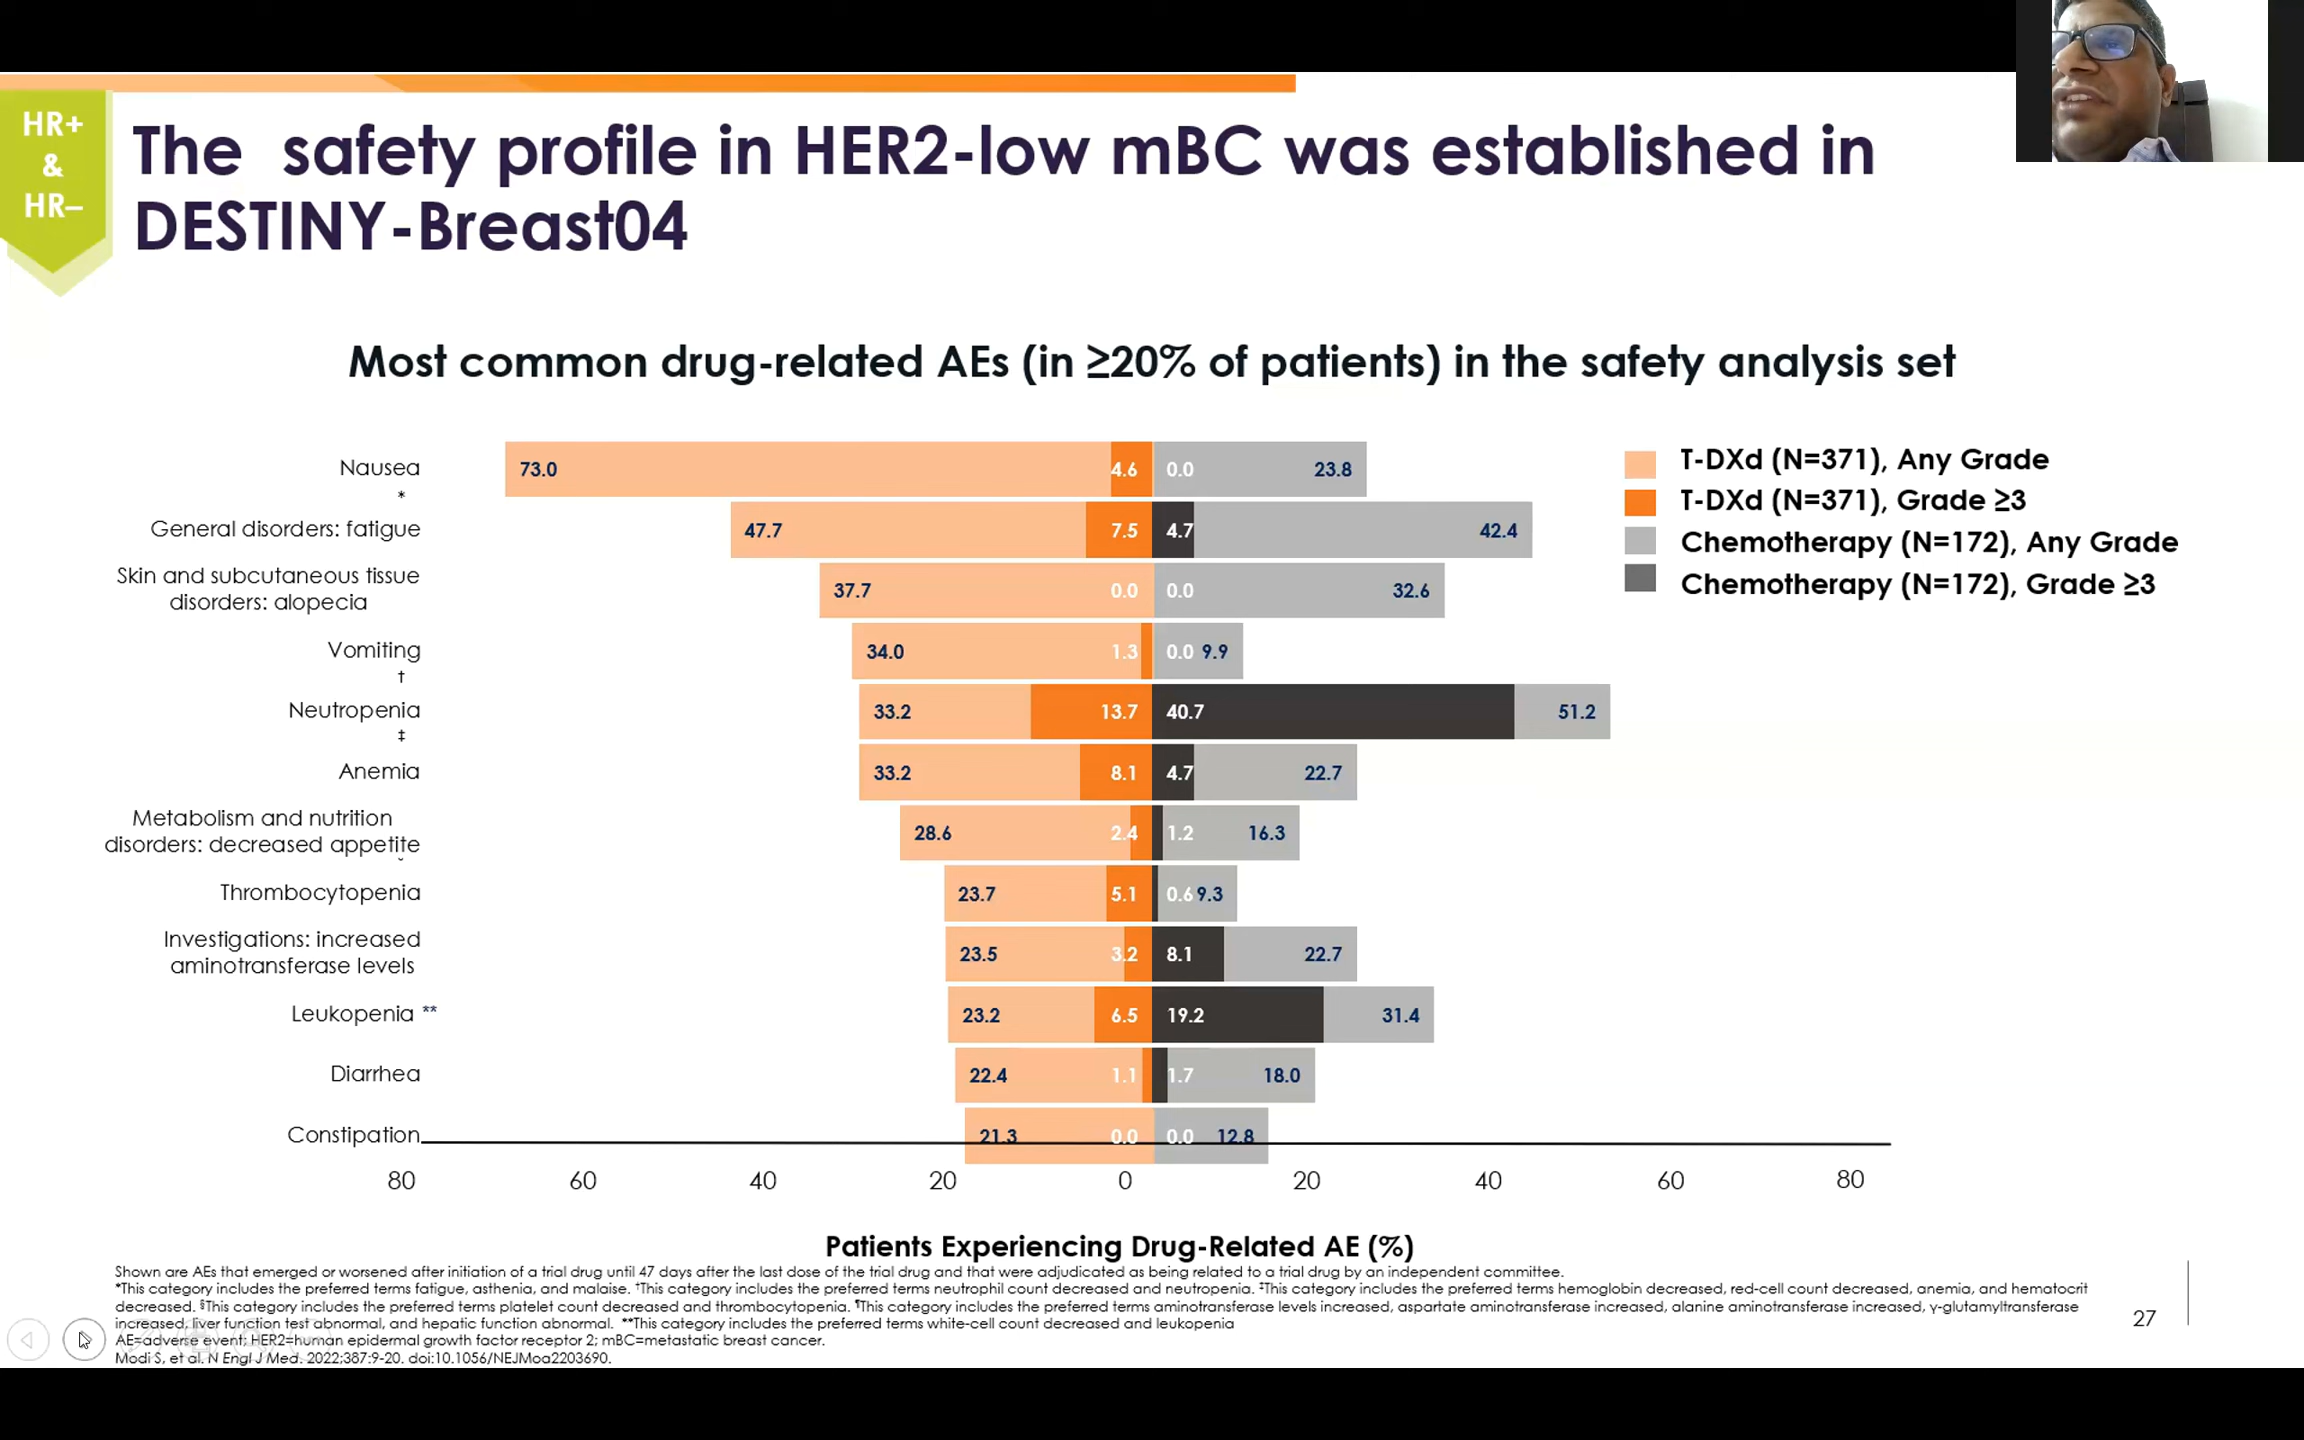 HR+
&
HR–
The safety profile in HER2-low mBC was established in
DESTINY-Breast04
Most common drug-related AEs (in ≥20% of patients) in the safety analysis set
Nausea 73.0 4.6 0.0 23.8
*
General disorders: fatigue 47.7 7.5 4.7 42.4
Skin and subcutaneous tissue
disorders: alopecia 37.7 0.0 0.0 32.6
Vomiting 34.0 1.3 0.0 9.9
†
Neutropenia 33.2 13.7 40.7 51.2
‡
Anemia 33.2 8.1 4.7 22.7
Metabolism and nutrition
disorders: decreased appetite 28.6 2.4 1.2 16.3
Thrombocytopenia 23.7 5.1 0.6 9.3
Investigations: increased
aminotransferase levels 23.5 3.2 8.1 22.7
Leukopenia ** 23.2 6.5 19.2 31.4
Diarrhea 22.4 1.1 1.7 18.0
Constipation 21.3 0.0 0.0 12.8
80 60 40 20 0 20 40 60 80
Patients Experiencing Drug-Related AE (%)
T-DXd (N=371), Any Grade
T-DXd (N=371), Grade ≥3
Chemotherapy (N=172), Any Grade
Chemotherapy (N=172), Grade ≥3
Shown are AEs that emerged or worsened after initiation of a trial drug until 47 days after the last dose of the trial drug and that were adjudicated as being related to a trial drug by an independent committee.
*This category includes the preferred terms fatigue, asthenia, and malaise. †This category includes the preferred terms neutrophil count decreased and neutropenia. ‡This category includes the preferred terms hemoglobin decreased, red-cell count decreased, anemia, and hematocrit
decreased. §This category includes the preferred terms platelet count decreased and thrombocytopenia. ¶This category includes the preferred terms aminotransferase levels increased, aspartate aminotransferase increased, alanine aminotransferase increased, γ-glutamyltransferase
increased, liver function test abnormal, and hepatic function abnormal. **This category includes the preferred terms white-cell count decreased and leukopenia
AE=adverse event; HER2=human epidermal growth factor receptor 2; mBC=metastatic breast cancer.
Modi S, et al. N Engl J Med. 2022;387:9-20. doi:10.1056/NEJMoa2203690.
27